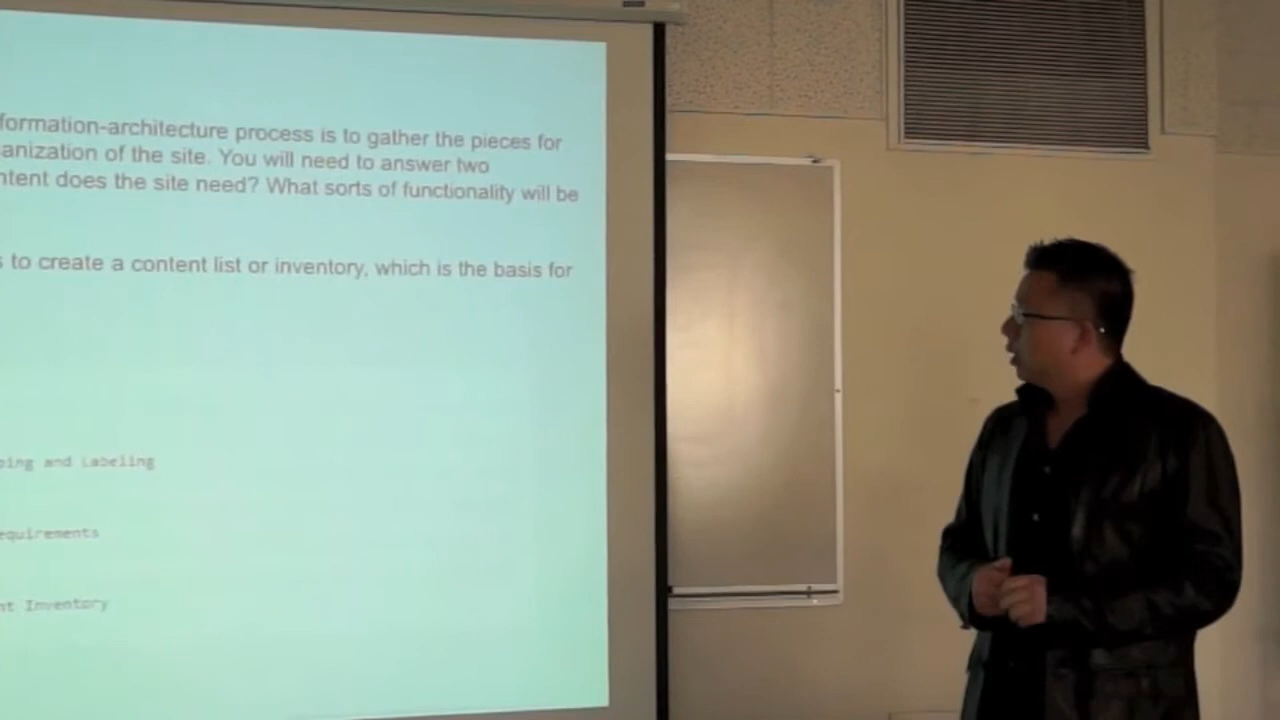 formation-architecture process is to gather the pieces for
anization of the site. You will need to answer two
ntent does the site need? What sorts of functionality will be
s to create a content list or inventory, which is the basis for
ping and Labeling
equirements
nt Inventory